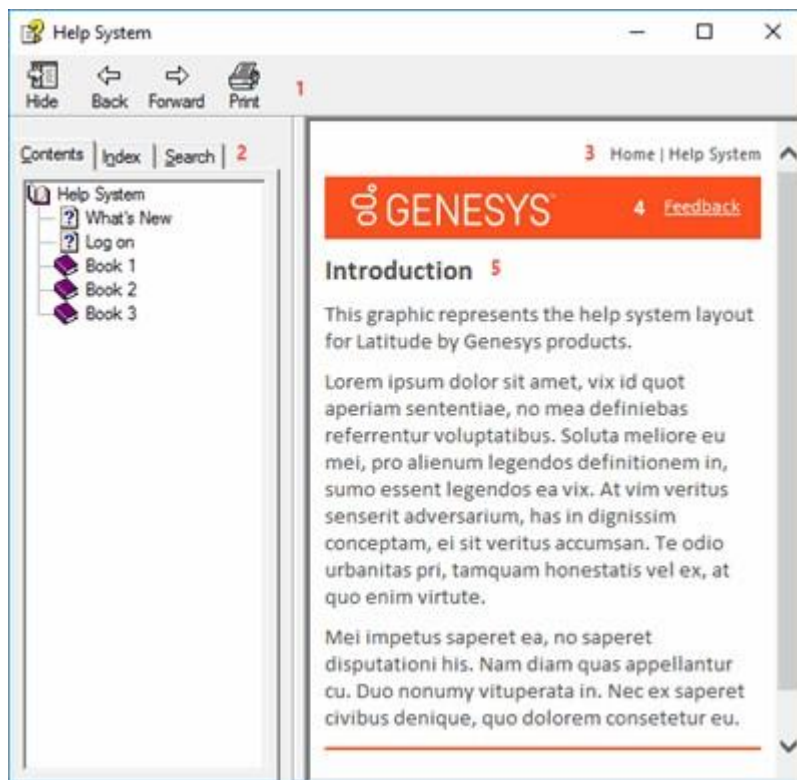 Help System
Hide Back Forward Print 1
Contents Index Search 2
Help System
What's New
Log on
Book 1
Book 2
Book 3
3 Home | Help System
GENESYS 4 Feedback
Introduction 5
This graphic represents the help system layout
for Latitude by Genesys products.
Lorem ipsum dolor sit amet, vix id quot
aperiam sententiae, no mea definiebas
referrentur voluptatibus. Soluta meliore eu
mei, pro alienum legendos definitionem in,
sumo essent legendos ea vix. At vim veritus
senserit adversarium, has in dignissim
conceptam, ei sit veritus accumsan. Te odio
urbanitas pri, tamquam honestatis vel ex, at
quo enim virtute.
Mei impetus saperet ea, no saperet
disputationi his. Nam diam quas appellantur
cu. Duo nonumy vituperata in. Nec ex saperet
civibus denique, quo dolorem consetetur eu.